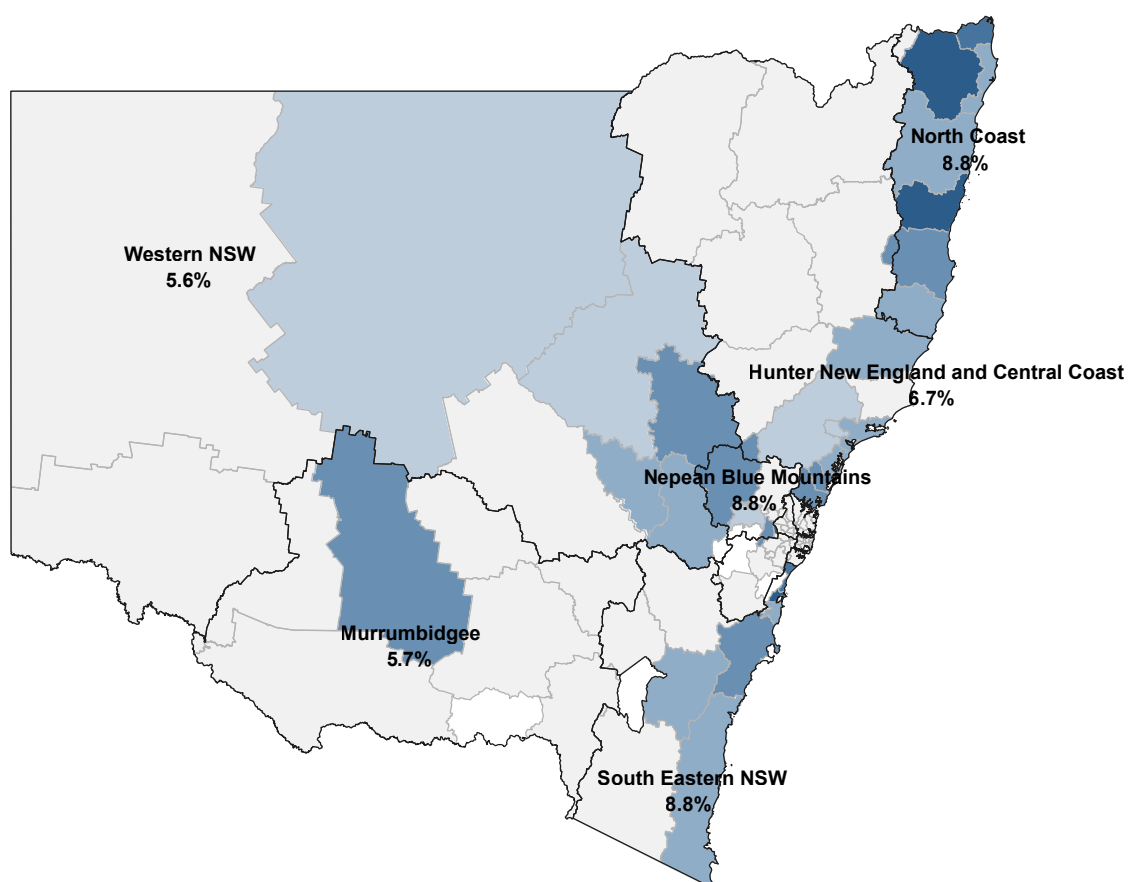 North Coast
8.8%
Western NSW
5.6%
Hunter New England and Central Coast
6.7%
Nepean Blue Mountains
8.8%
Murrumbidgee
5.7%
South Eastern NSW
8.8%